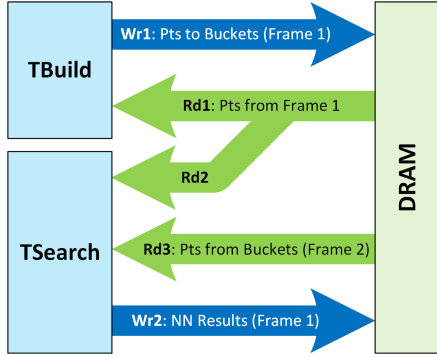 Wr1: Pts to Buckets (Frame 1)
TBuild
Rd1: Pts from Frame 1
Rd2
DRAM
TSearch
Rd3: Pts from Buckets (Frame 2)
Wr2: NN Results (Frame 1)